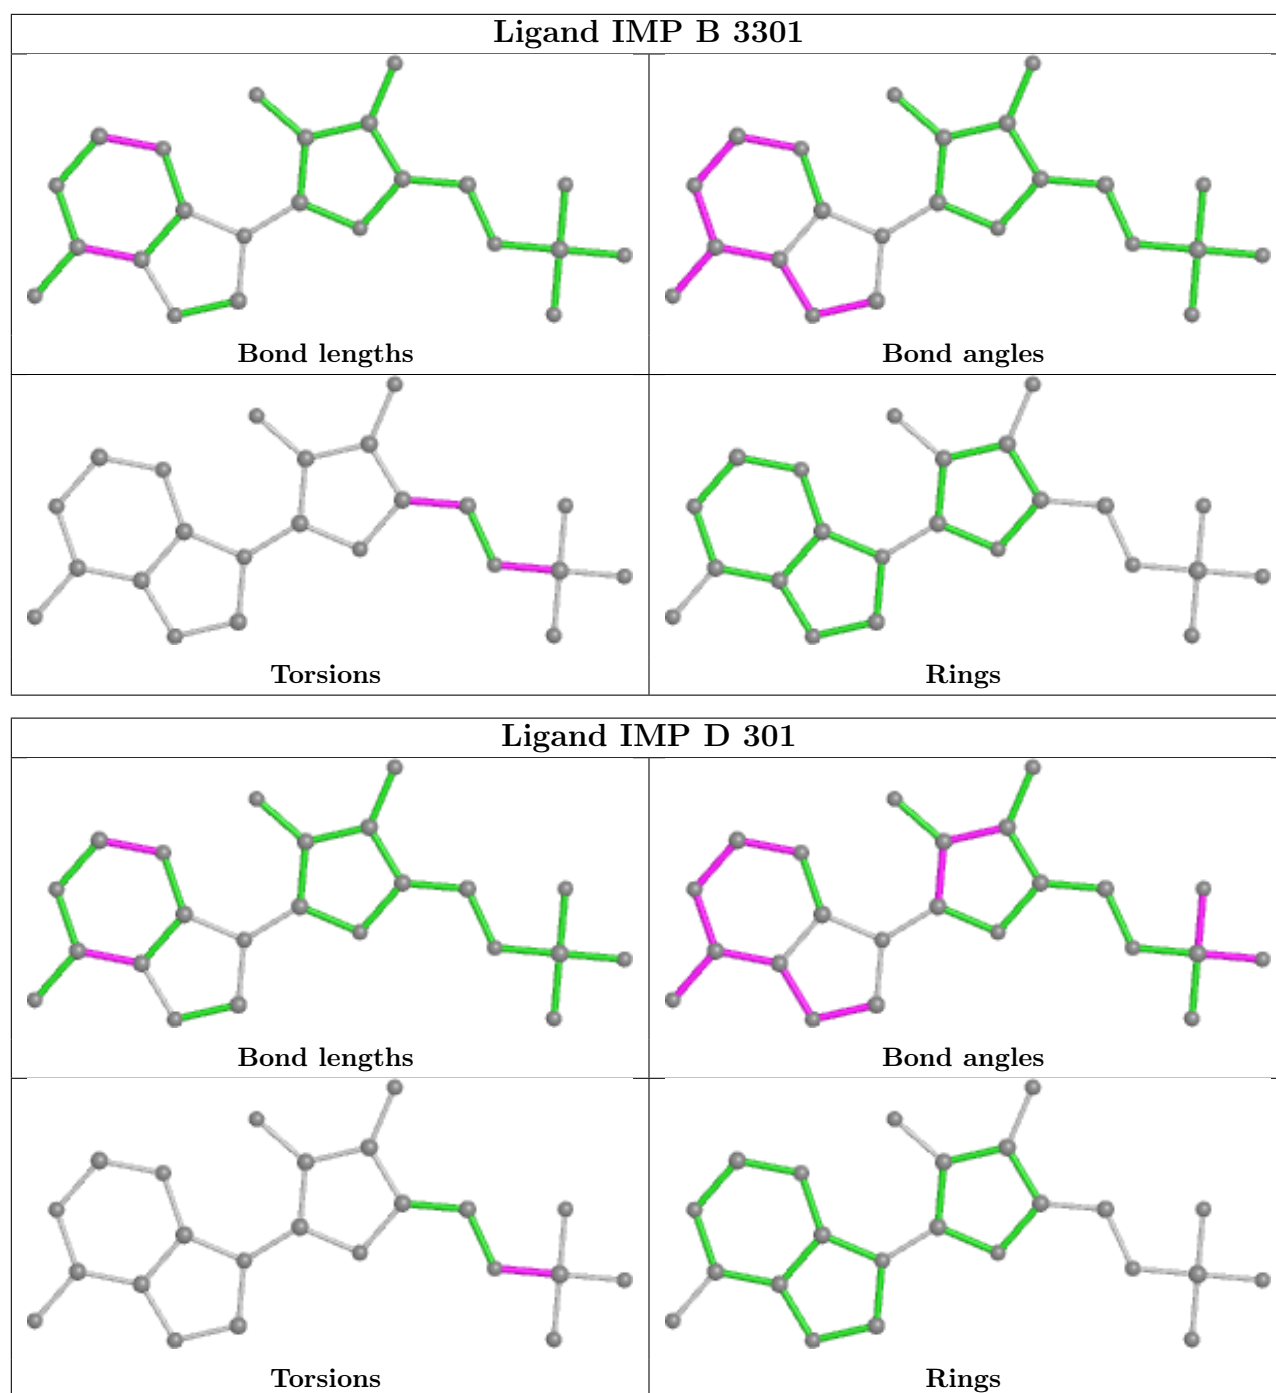 Ligand IMP B 3301
Bond lengths
Bond angles
Torsions
Rings
Ligand IMP D 301
Bond lengths
Bond angles
Torsions
Rings